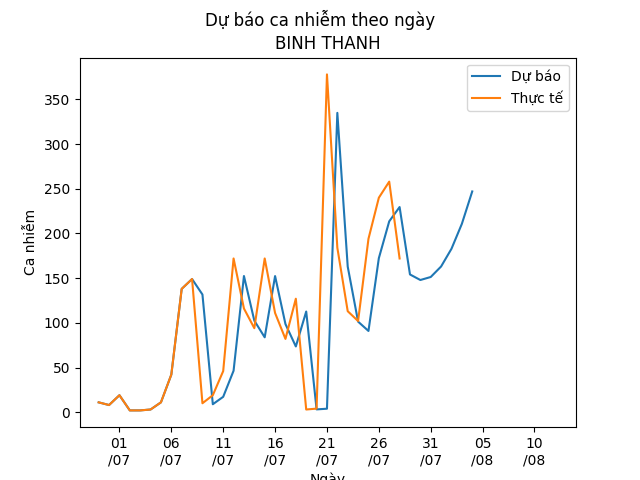 Dự báo ca nhiễm theo ngày
BINH THANH
Dự báo
Thực tế
Ca nhiễm
350
300
250
200
150
100
50
0
01 06 11 16 21 26 31 05 10
/07 /07 /07 /07 /07 /07 /07 /08 /08
Ngày